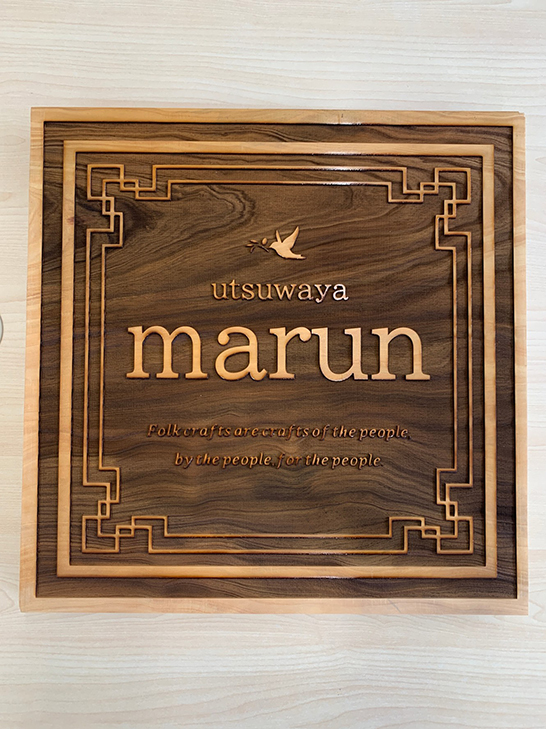 utsuwaya
marun
Folk crafts are crafts of the people,
by the people, for the people.